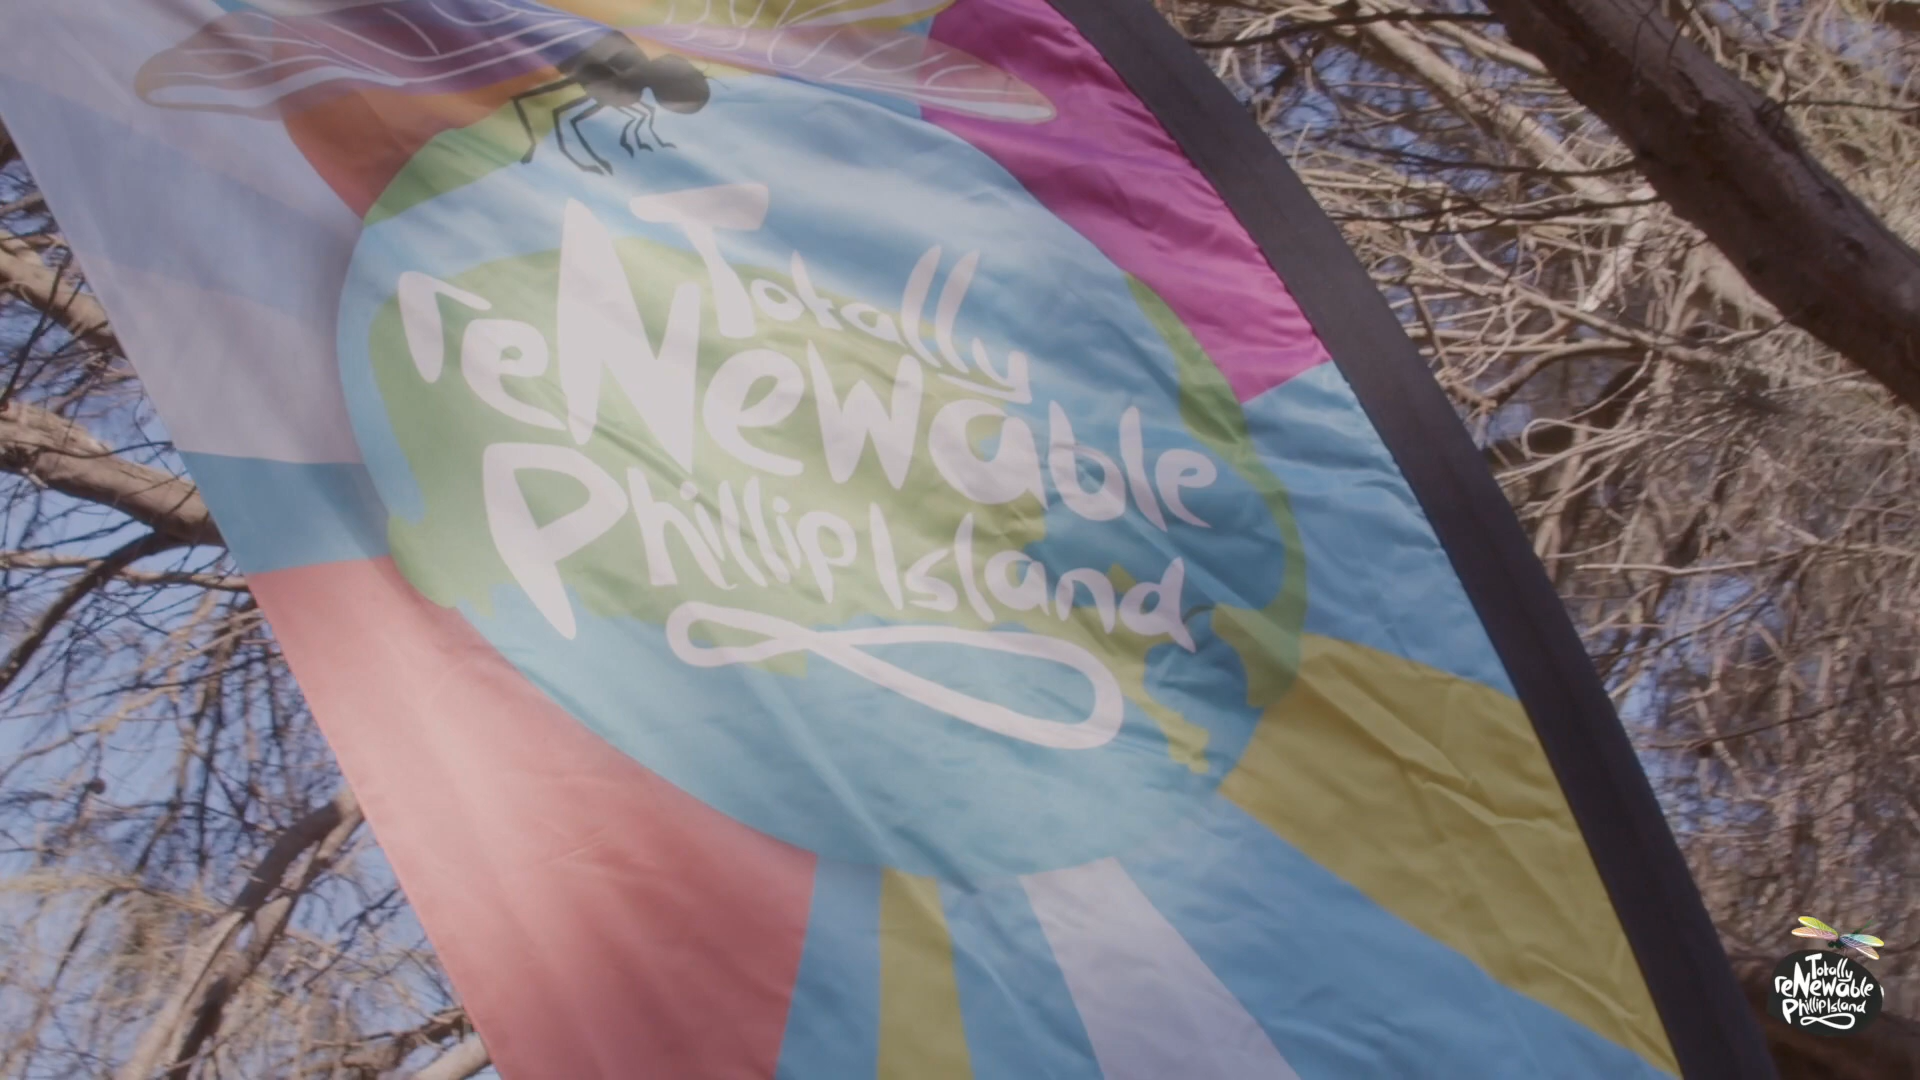 Totally
reNewable
Phillip Island
Totally
reNewable
Phillip Island